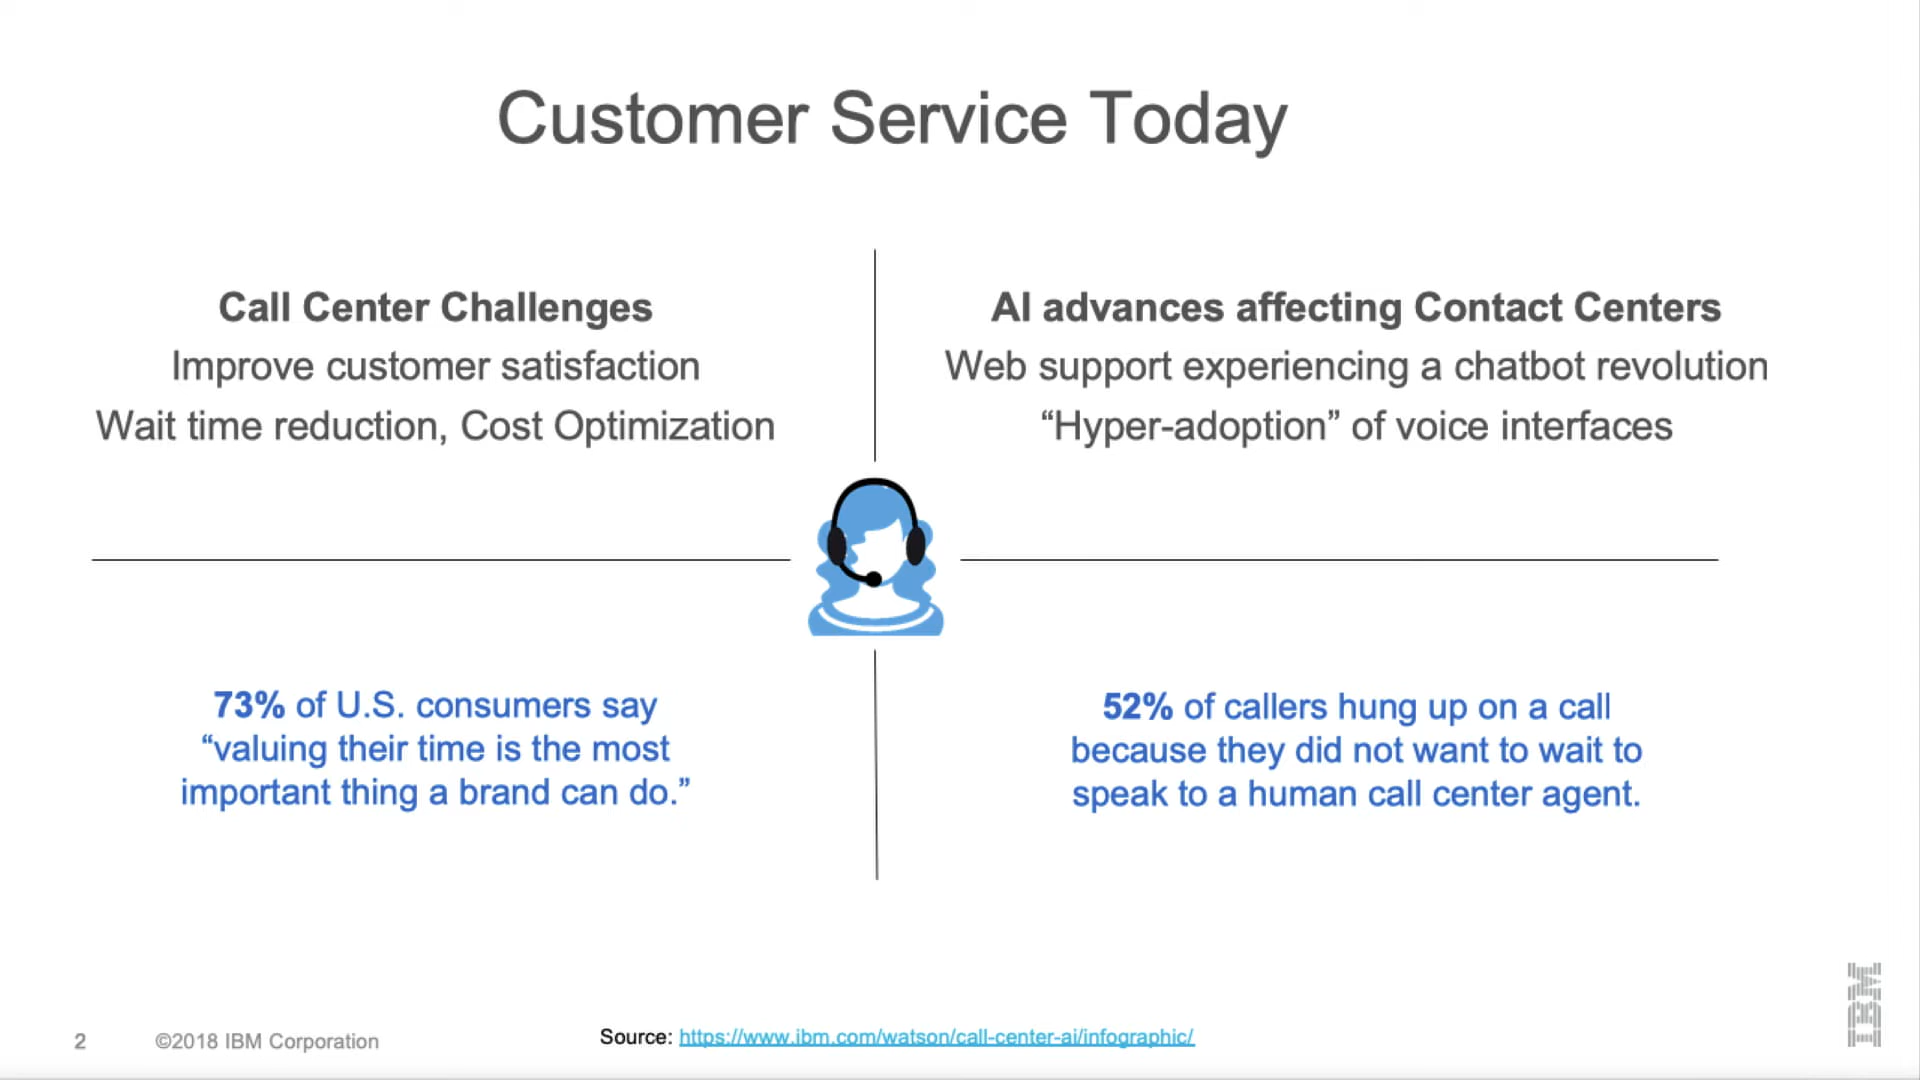 Customer Service Today
Call Center Challenges
Improve customer satisfaction
Wait time reduction, Cost Optimization
AI advances affecting Contact Centers
Web support experiencing a chatbot revolution
“Hyper-adoption” of voice interfaces
73% of U.S. consumers say
“valuing their time is the most
important thing a brand can do.”
52% of callers hung up on a call
because they did not want to wait to
speak to a human call center agent.
2
©2018 IBM Corporation
Source: https://www.ibm.com/watson/call-center-ai/infographic/
IBM